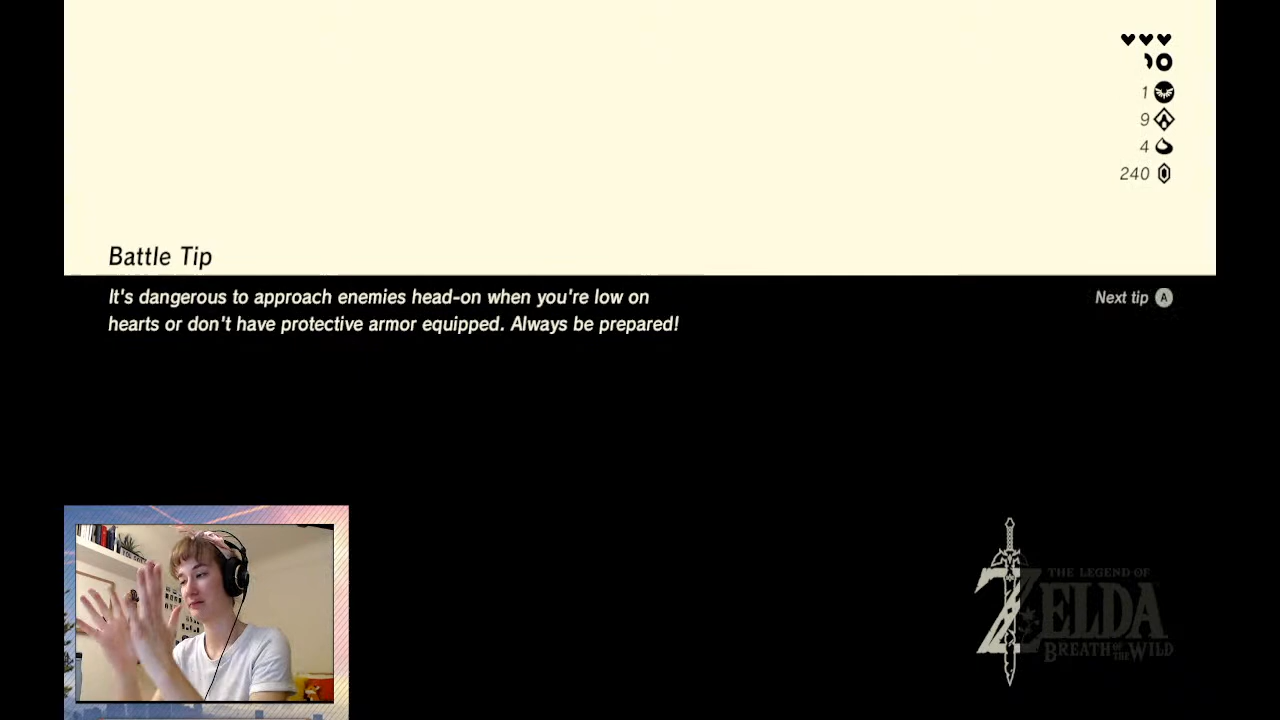 1
9
4
240
Battle Tip
It's dangerous to approach enemies head-on when you're low on
hearts or don't have protective armor equipped. Always be prepared!
Next tip A
THE LEGEND OF
ZELDA
BREATH OF THE WILD